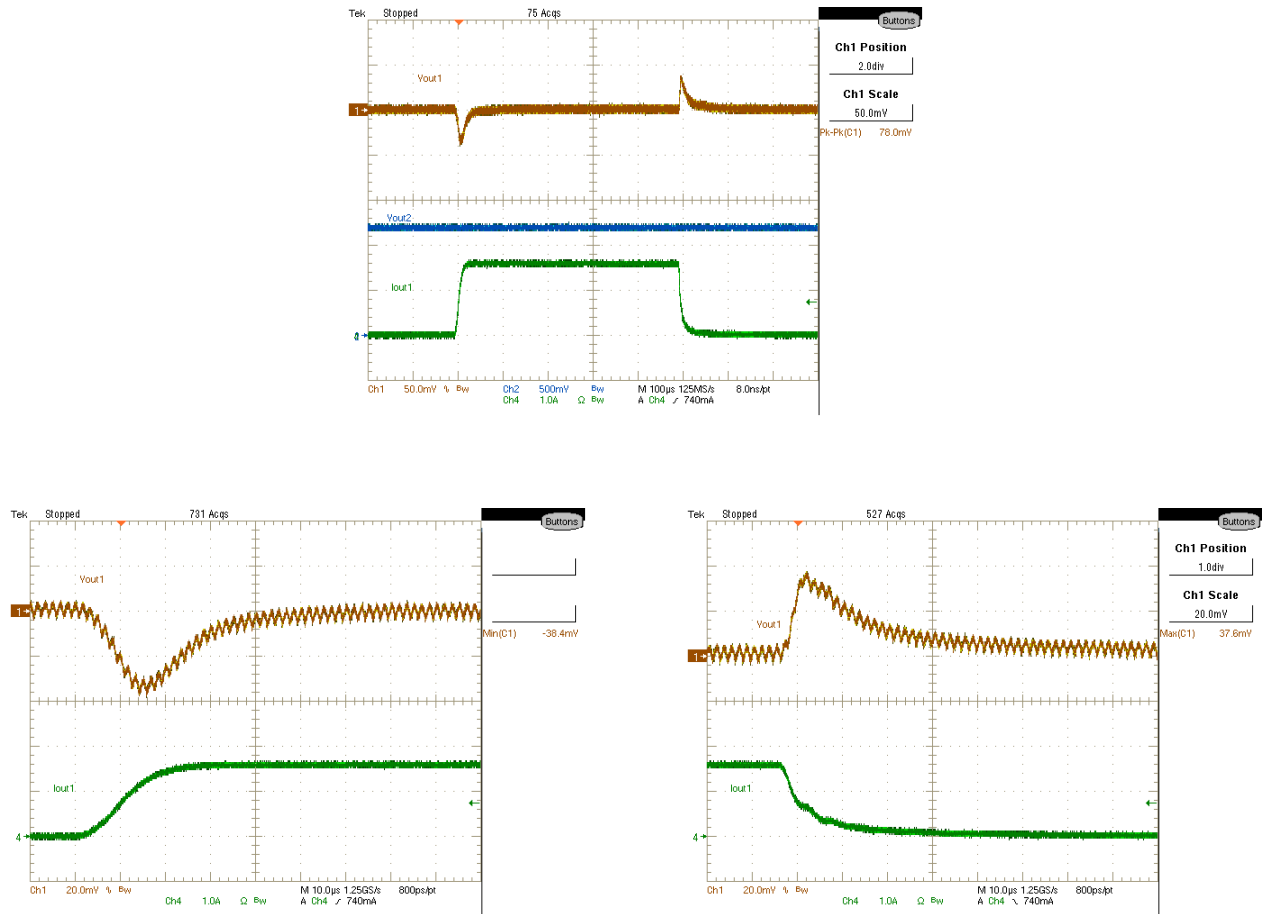 Tek Stopped 75 Acqs
Buttons
Ch1 Position
2.0div
Ch1 Scale
50.0mV
Pk-Pk(C1) 78.0mV
Vout1
1
Vout2
Iout1
Ch1 50.0mV % Bw Ch2 500mV Bw M 100µs 125MS/s 8.0ns/pt
Ch4 1.0A Ω Bw A Ch4 / 740mA
Tek Stopped 731 Acqs
Buttons
Vout1
1
Min(C1) -38.4mV
Iout1
4
Ch1 20.0mV % Bw M 10.0µs 1.25GS/s 800ps/pt
Ch4 1.0A Ω Bw A Ch4 / 740mA
Tek Stopped 527 Acqs
Buttons
Ch1 Position
1.0div
Ch1 Scale
20.0mV
Max(C1) 37.6mV
Vout1
1
Iout1
4
Ch1 20.0mV % Bw M 10.0µs 1.25GS/s 800ps/pt
Ch4 1.0A Ω Bw A Ch4 / 740mA